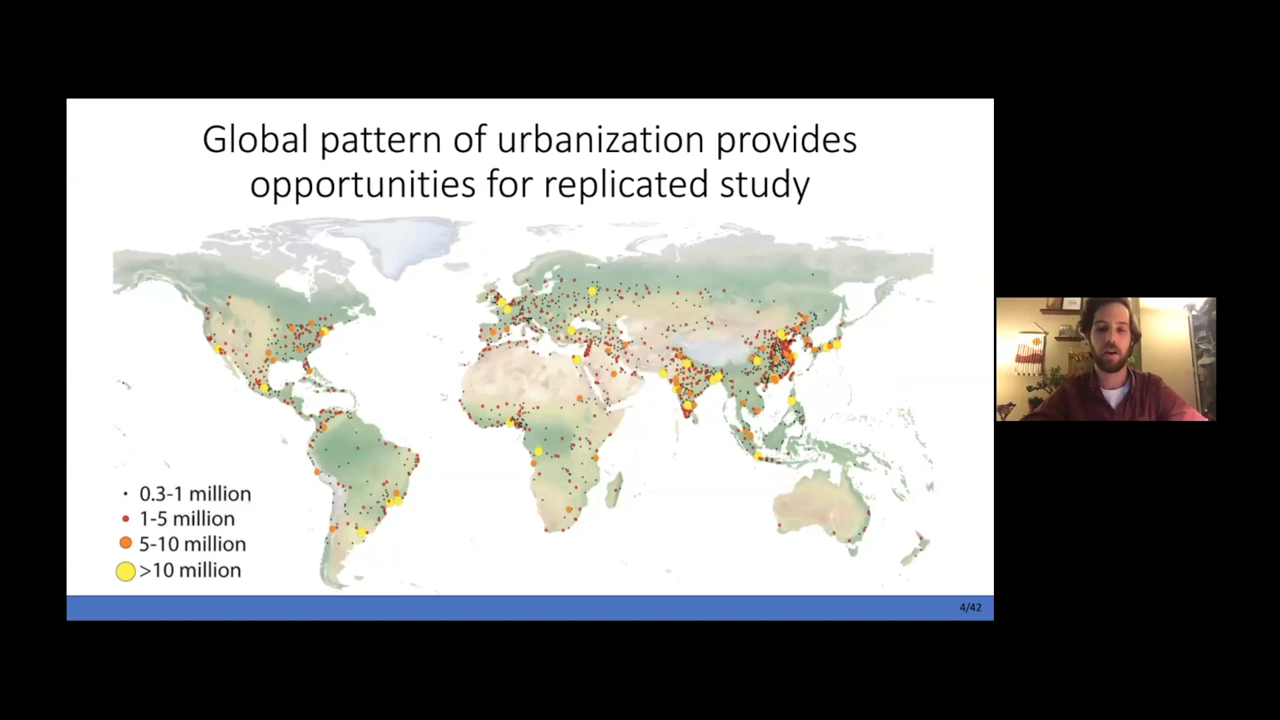 Global pattern of urbanization provides
opportunities for replicated study
0.3-1 million
1-5 million
5-10 million
>10 million
4/42